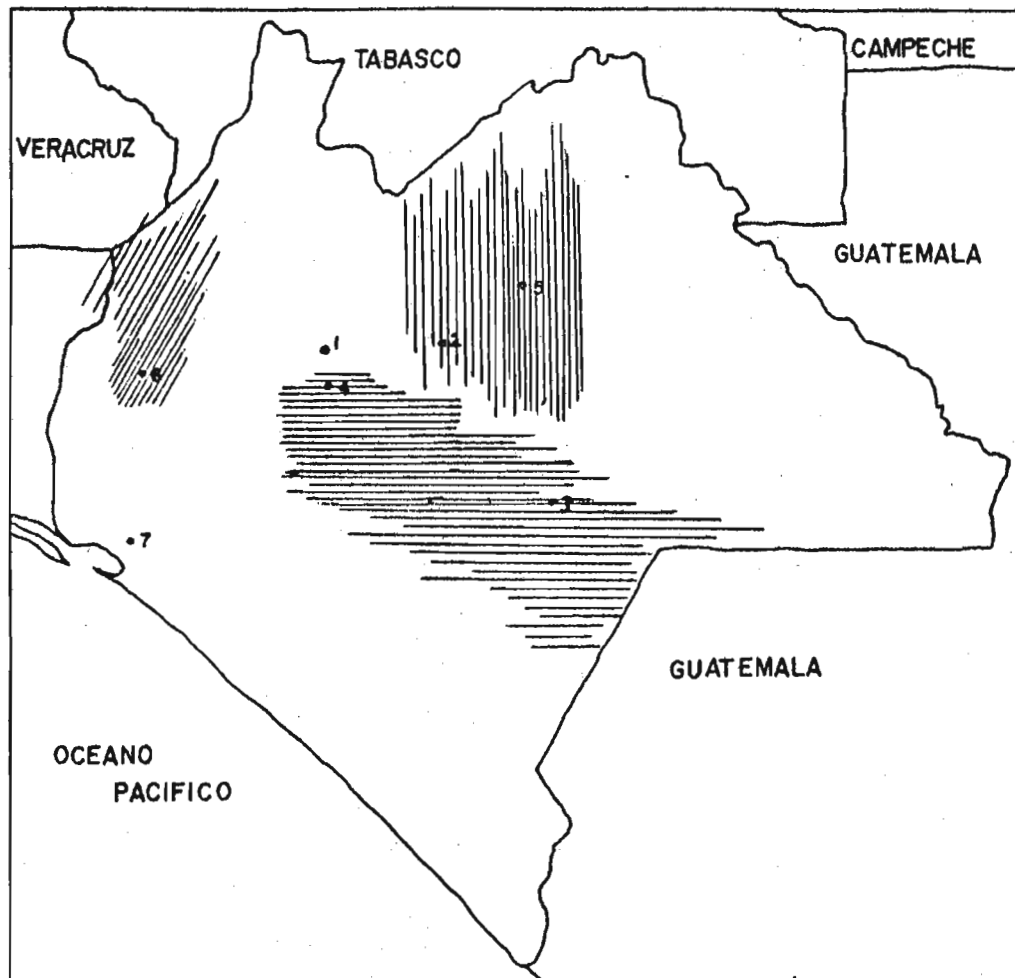 TABASCO
CAMPECHE
VERACRUZ
GUATEMALA
5
1
2
6
4
3
7
GUATEMALA
OCEANO
PACIFICO